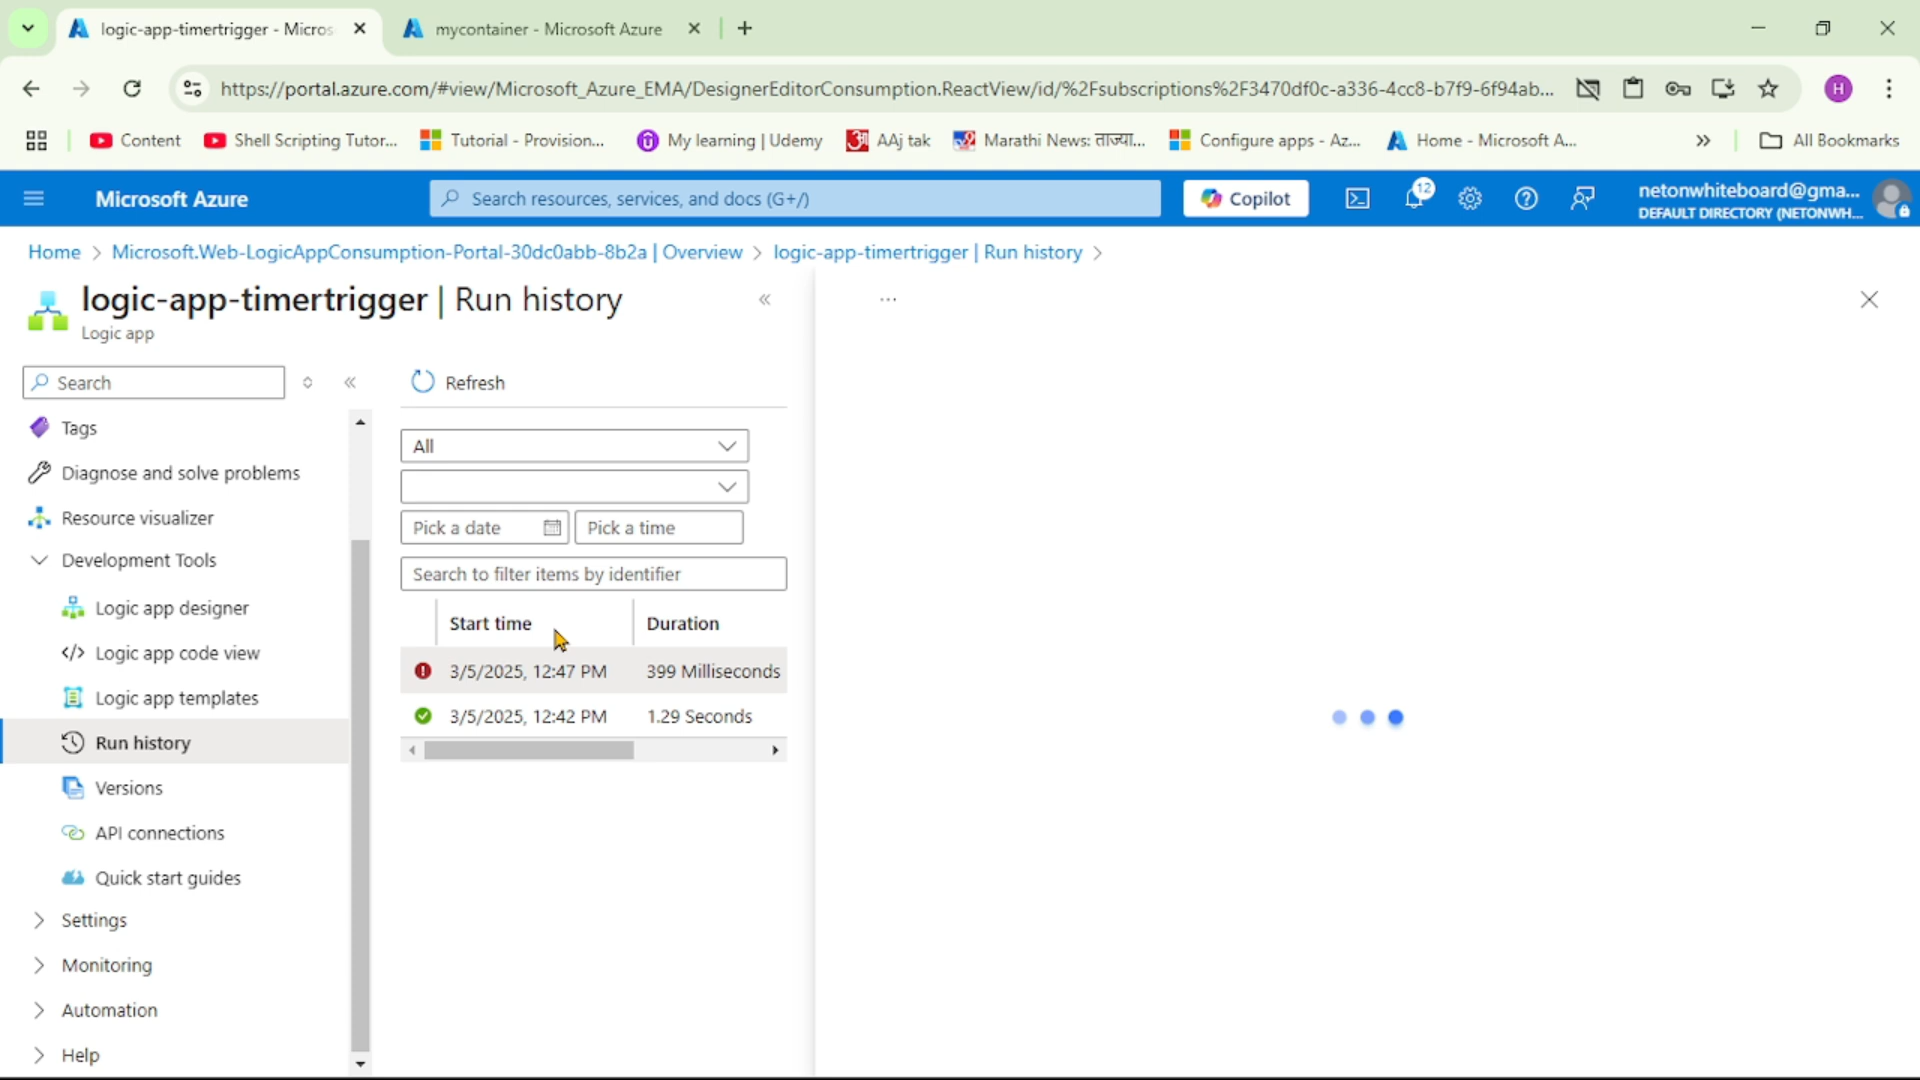 logic-app-timertrigger - Micros
mycontainer - Microsoft Azure
https://portal.azure.com/#view/Microsoft_Azure_EMA/DesignerEditorConsumption.ReactView/id/%2Fsubscriptions%2F3470df0c-a336-4cc8-b7f9-6f94ab...
H
Content
Shell Scripting Tutor...
Tutorial - Provision...
My learning | Udemy
AAj tak
Marathi News: ताज्या...
Configure apps - Az...
Home - Microsoft A...
All Bookmarks
Microsoft Azure
Search resources, services, and docs (G+/)
Copilot
12
netonwhiteboard@gma...
DEFAULT DIRECTORY (NETONWH...
Home > Microsoft.Web-LogicAppConsumption-Portal-30dc0abb-8b2a | Overview > logic-app-timertrigger | Run history >
logic-app-timertrigger | Run history
Logic app
Search
Tags
Diagnose and solve problems
Resource visualizer
Development Tools
Logic app designer
Logic app code view
Logic app templates
Run history
Versions
API connections
Quick start guides
Settings
Monitoring
Automation
Help
Refresh
All
Pick a date
Pick a time
Search to filter items by identifier
Start time Duration
3/5/2025, 12:47 PM 399 Milliseconds
3/5/2025, 12:42 PM 1.29 Seconds